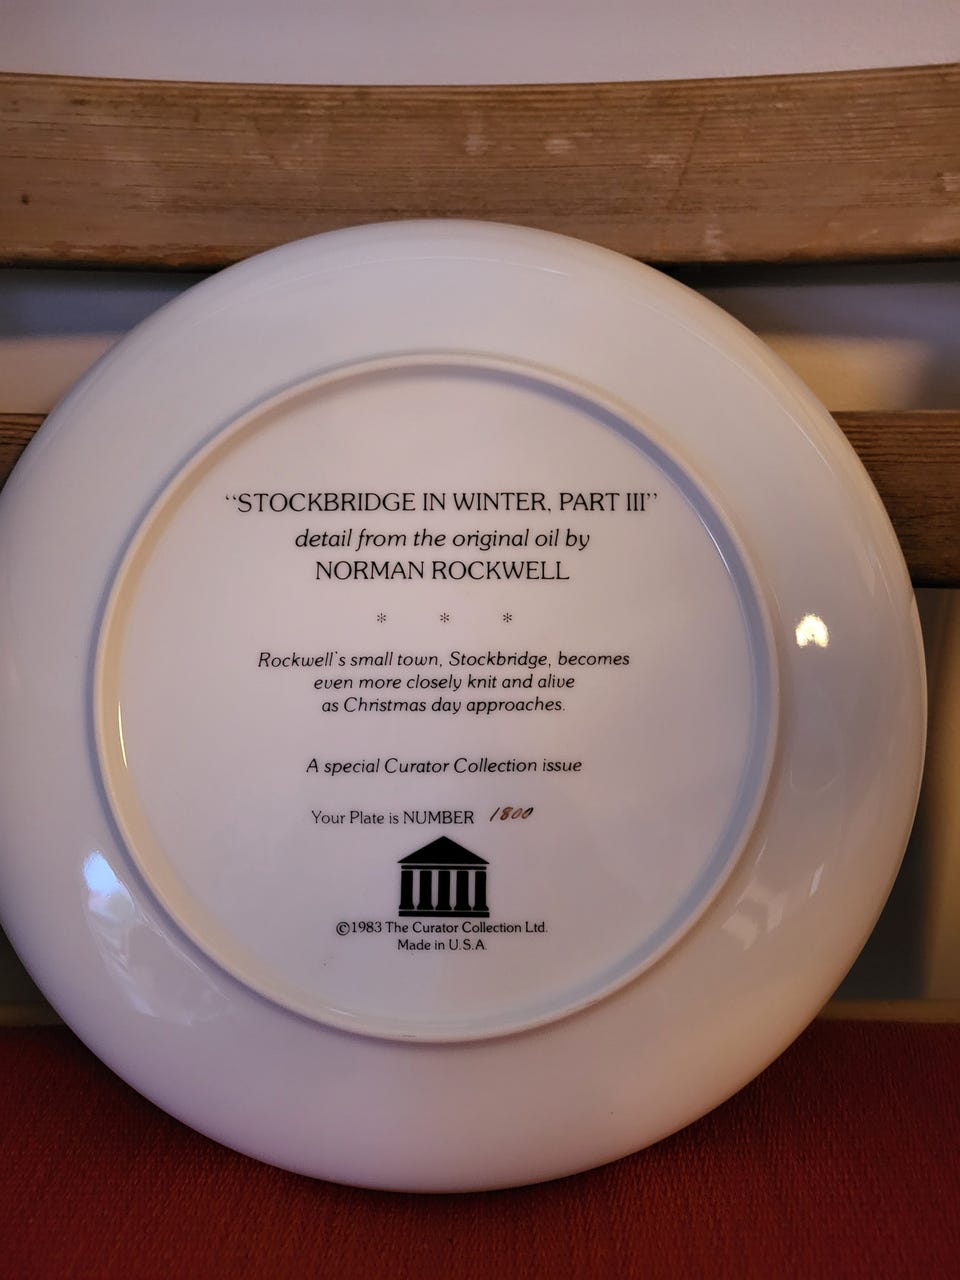 “STOCKBRIDGE IN WINTER, PART III”
detail from the original oil by
NORMAN ROCKWELL
* * *
Rockwell's small town, Stockbridge, becomes
even more closely knit and alive
as Christmas day approaches.
A special Curator Collection issue
Your Plate is NUMBER 1800
©1983 The Curator Collection Ltd.
Made in U.S.A.